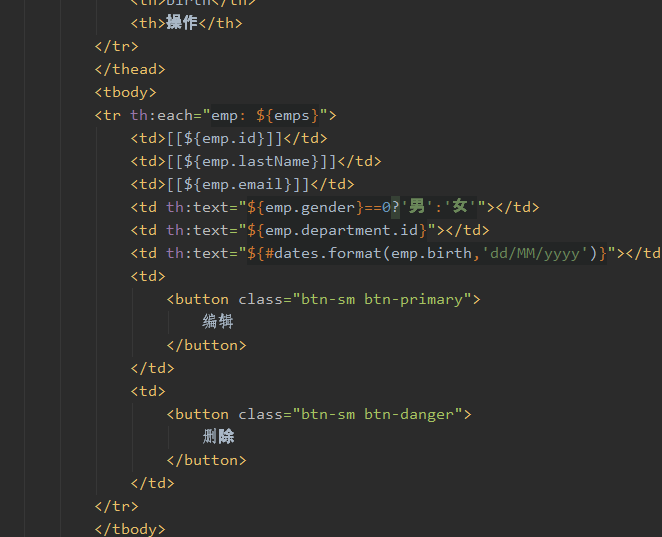 <th>birth</th>
<th>操作</th>
</tr>
</thead>
<tbody>
<tr th:each="emp: ${emps}">
<td>[[${emp.id}]]</td>
<td>[[${emp.lastName}]]</td>
<td>[[${emp.email}]]</td>
<td th:text="${emp.gender}==0?'男':'女'"></td>
<td th:text="${emp.department.id}"></td>
<td th:text="${#dates.format(emp.birth,'dd/MM/yyyy')}"></td
<td>
<button class="btn-sm btn-primary">
编辑
</button>
</td>
<td>
<button class="btn-sm btn-danger">
删除
</button>
</td>
</tr>
</tbody>